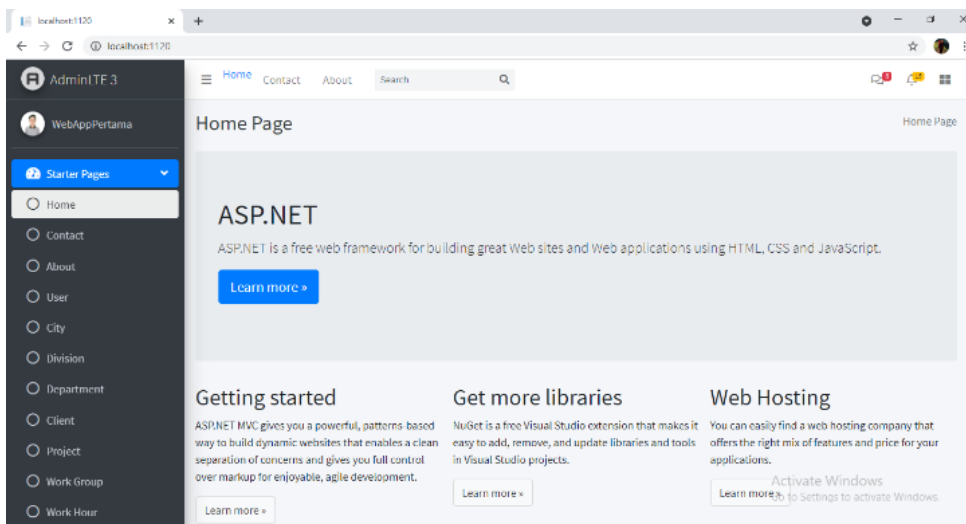 localhost:1120
localhost:1120
AdminLTE 3
Home Contact About Search
WebAppPertama
Home Page
Home Page
Starter Pages
Home
Contact
About
User
City
Division
Department
Client
Project
Work Group
Work Hour
ASP.NET
ASP.NET is a free web framework for building great Web sites and Web applications using HTML, CSS and JavaScript.
Learn more »
Getting started
ASP.NET MVC gives you a powerful, patterns-based
way to build dynamic websites that enables a clean
separation of concerns and gives you full control
over markup for enjoyable, agile development.
Learn more »
Get more libraries
NuGet is a free Visual Studio extension that makes it
easy to add, remove, and update libraries and tools
in Visual Studio projects.
Learn more »
Web Hosting
You can easily find a web hosting company that
offers the right mix of features and price for your
applications.
Learn more »
Activate Windows
Go to Settings to activate Windows.